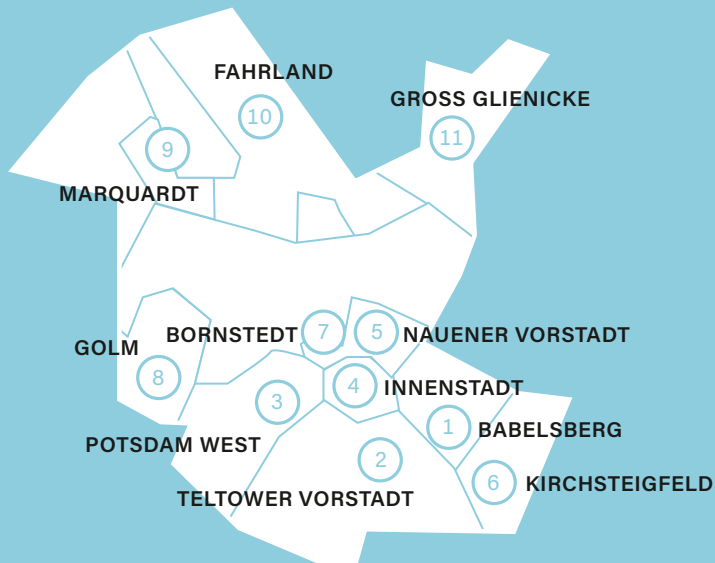 FAHRLAND
10
GROSS GLIENICKE
11
9
MARQUARDT
BORNSTEDT
7
5
NAUENER VORSTADT
GOLM
8
4
INNENSTADT
3
1
BABELSBERG
POTSDAM WEST
2
6
KIRCHSTEIGFELD
TELTOWER VORSTADT